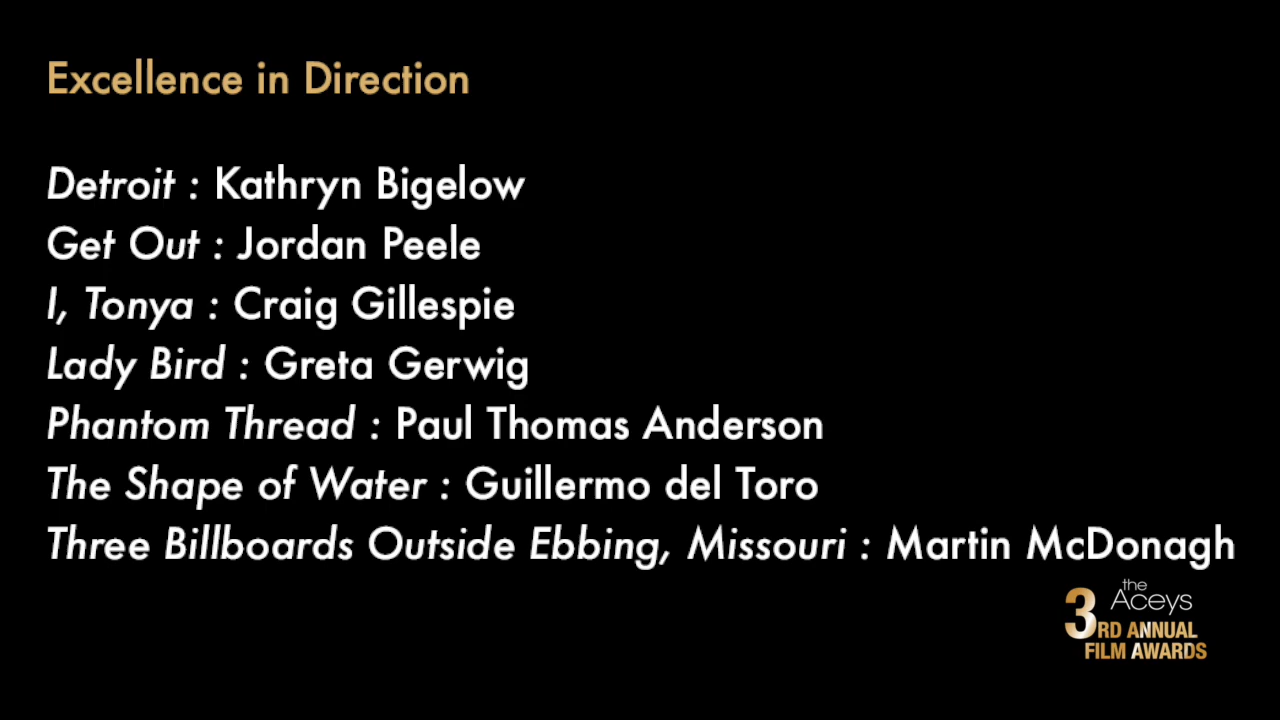 Excellence in Direction
Detroit : Kathryn Bigelow
Get Out : Jordan Peele
I, Tonya : Craig Gillespie
Lady Bird : Greta Gerwig
Phantom Thread : Paul Thomas Anderson
The Shape of Water : Guillermo del Toro
Three Billboards Outside Ebbing, Missouri : Martin McDonagh
the
Aceys
3RD ANNUAL
FILM AWARDS